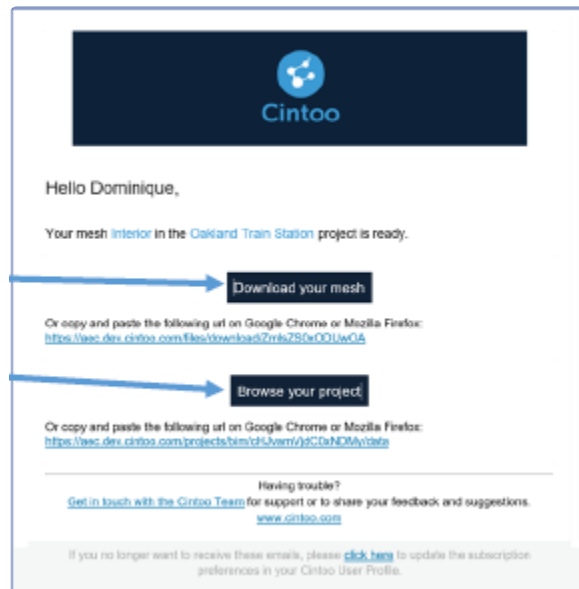 Cintoo
Hello Dominique,
Your mesh Interior in the Oakland Train Station project is ready.
Download your mesh
Or copy and paste the following url on Google Chrome or Mozilla Firefox:
https://aec.dev.cintoo.com/files/download/
Browse your project
Or copy and paste the following url on Google Chrome or Mozilla Firefox:
https://aec.dev.cintoo.com/projects/bim/
Having trouble?
Get in touch with the Cintoo Team for support or to share your feedback and suggestions.
www.cintoo.com
If you no longer want to receive these emails, please click here to update the subscription
preferences in your Cintoo User Profile.